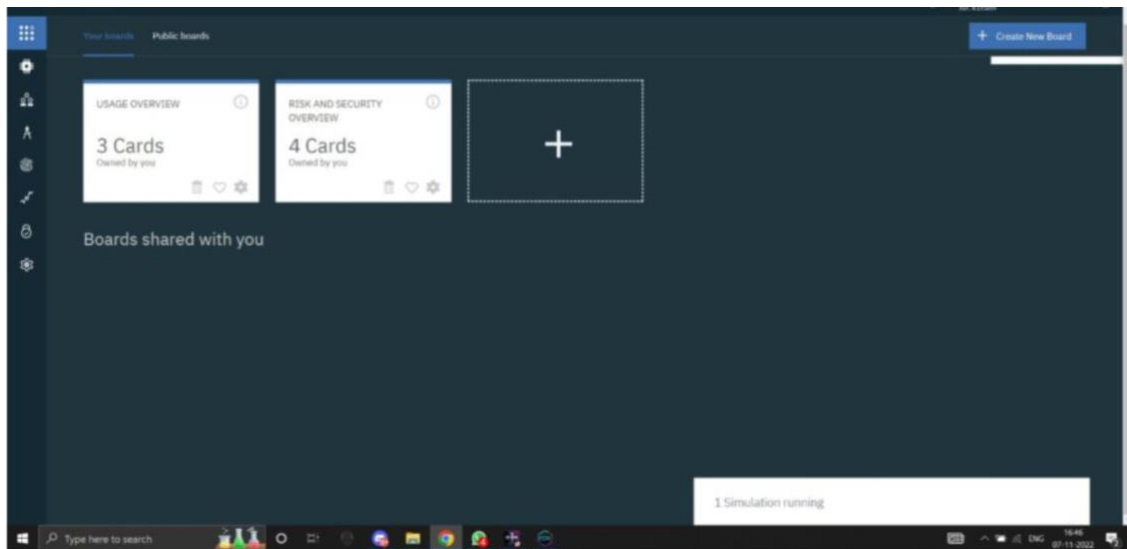 Your boards
Public boards
+ Create New Board
USAGE OVERVIEW
3 Cards
Owned by you
RISK AND SECURITY
OVERVIEW
4 Cards
Owned by you
Boards shared with you
1 Simulation running
Type here to search
ENG
16:46
07-11-2022